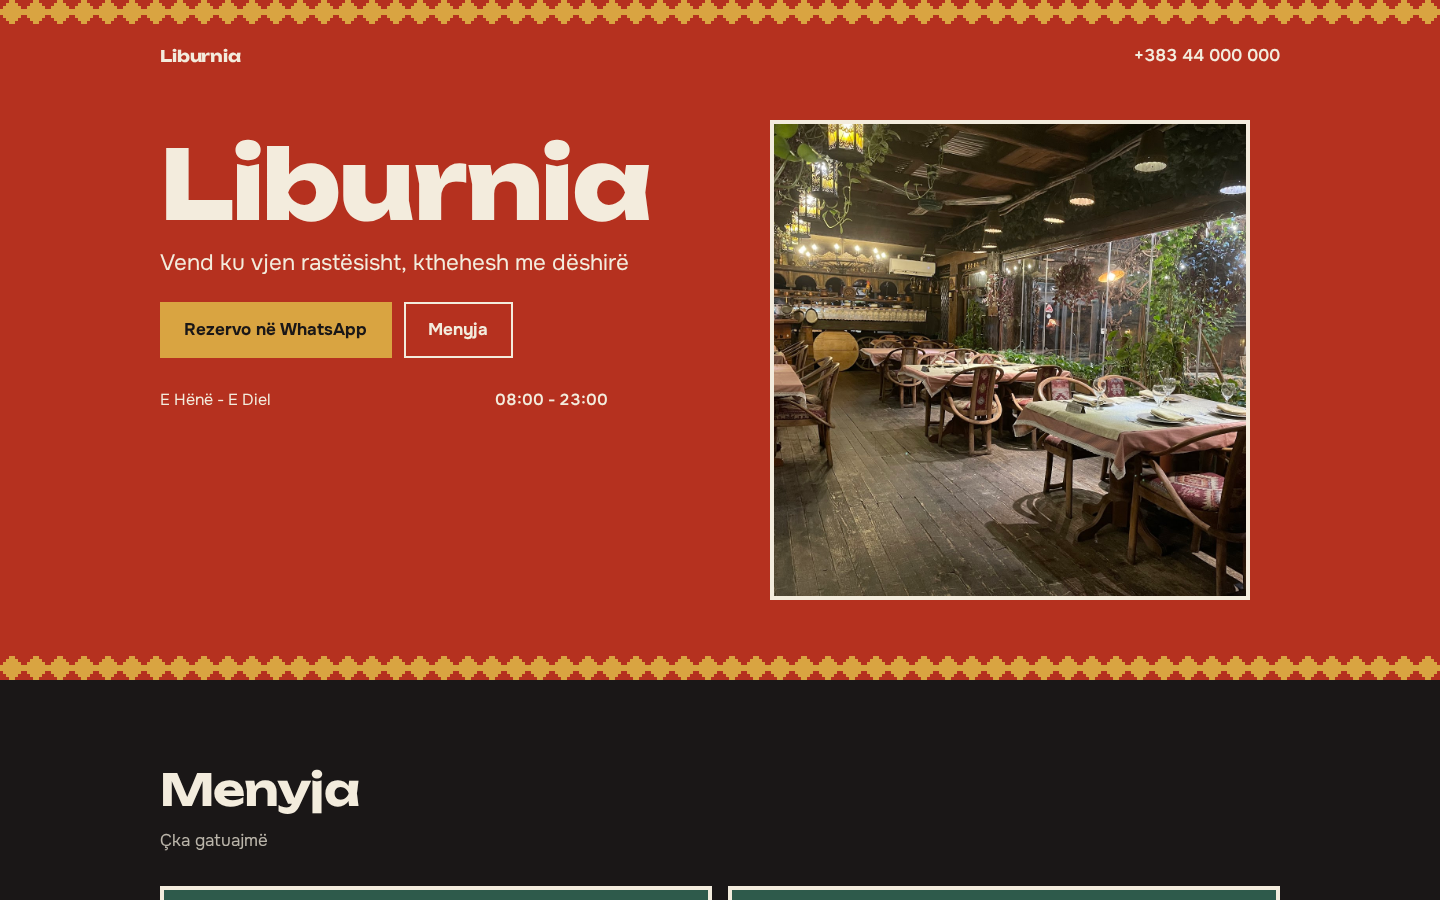 Liburnia
+383 44 000 000
Liburnia
Vend ku vjen rastësisht, kthehesh me dëshirë
Rezervo në WhatsApp
Menyja
E Hënë - E Diel
08:00 - 23:00
Menyja
Çka gatuajmë